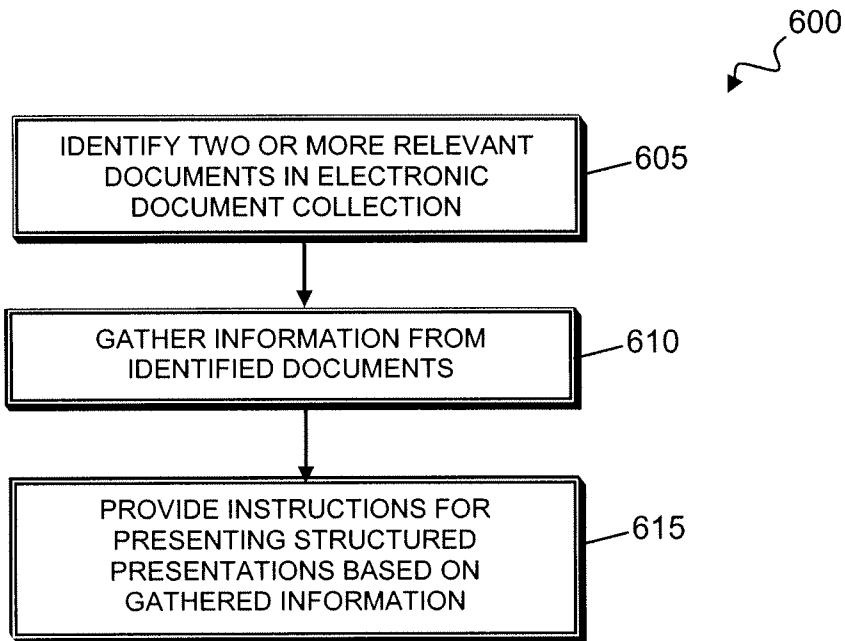 600
IDENTIFY TWO OR MORE RELEVANT
DOCUMENTS IN ELECTRONIC
DOCUMENT COLLECTION
605
GATHER INFORMATION FROM
IDENTIFIED DOCUMENTS
610
PROVIDE INSTRUCTIONS FOR
PRESENTING STRUCTURED
PRESENTATIONS BASED ON
GATHERED INFORMATION
615